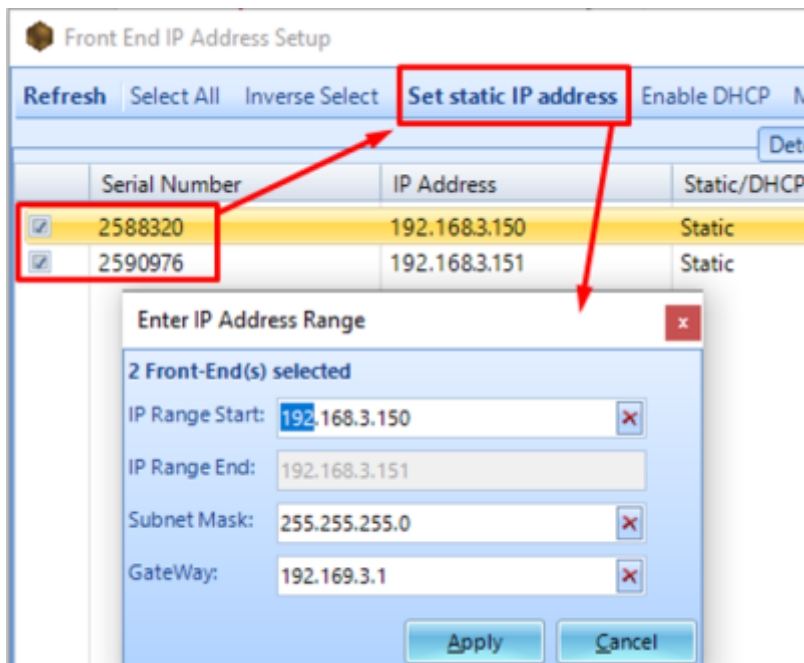 Front End IP Address Setup
Refresh Select All Inverse Select Set static IP address Enable DHCP
Serial Number IP Address Static/DHCP
2588320 192.168.3.150 Static
2590976 192.168.3.151 Static
Enter IP Address Range
2 Front-End(s) selected
IP Range Start: 192.168.3.150
IP Range End: 192.168.3.151
Subnet Mask: 255.255.255.0
GateWay: 192.169.3.1
Apply Cancel